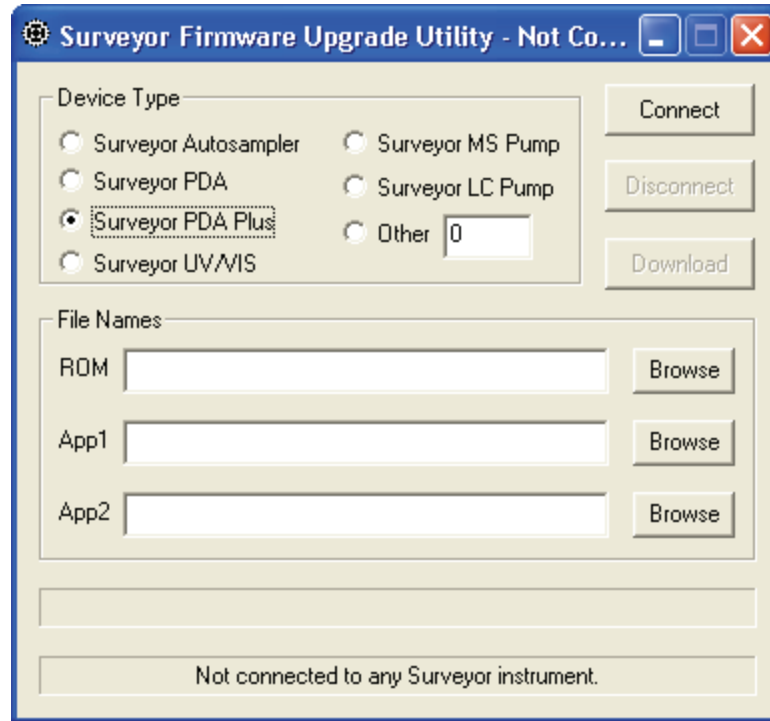 Surveyor Firmware Upgrade Utility - Not Co...
Device Type
Surveyor Autosampler
Surveyor PDA
Surveyor PDA Plus
Surveyor UV/VIS
Surveyor MS Pump
Surveyor LC Pump
Other 0
Connect
Disconnect
Download
File Names
ROM Browse
App1 Browse
App2 Browse
Not connected to any Surveyor instrument.